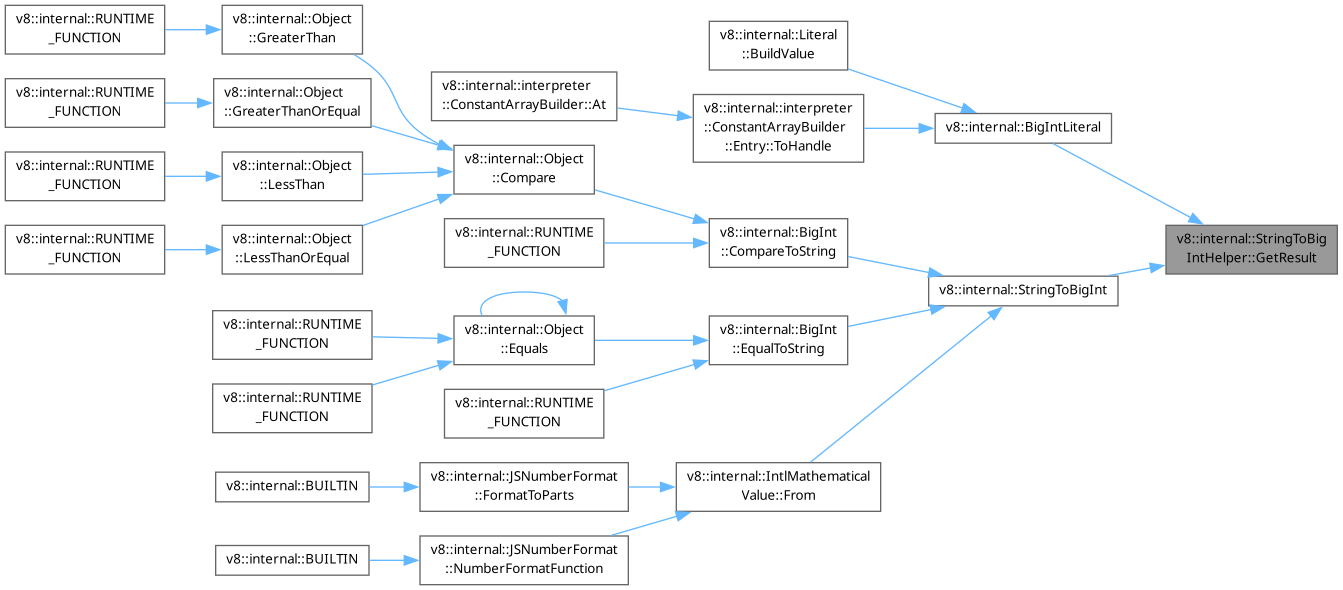 v8::internal::RUNTIME
_FUNCTION
v8::internal::Object
::GreaterThan
v8::internal::RUNTIME
_FUNCTION
v8::internal::Object
::GreaterThanOrEqual
v8::internal::RUNTIME
_FUNCTION
v8::internal::Object
::LessThan
v8::internal::RUNTIME
_FUNCTION
v8::internal::Object
::LessThanOrEqual
v8::internal::RUNTIME
_FUNCTION
v8::internal::RUNTIME
_FUNCTION
v8::internal::BUILTIN
v8::internal::BUILTIN
v8::internal::interpreter
::ConstantArrayBuilder::At
v8::internal::Object
::Compare
v8::internal::RUNTIME
_FUNCTION
v8::internal::Object
::Equals
v8::internal::RUNTIME
_FUNCTION
v8::internal::JSNumberFormat
::FormatToParts
v8::internal::JSNumberFormat
::NumberFormatFunction
v8::internal::Literal
::BuildValue
v8::internal::interpreter
::ConstantArrayBuilder
::Entry::ToHandle
v8::internal::BigInt
::CompareToString
v8::internal::BigInt
::EqualToString
v8::internal::IntlMathematical
Value::From
v8::internal::BigIntLiteral
v8::internal::StringToBigInt
v8::internal::StringToBig
IntHelper::GetResult